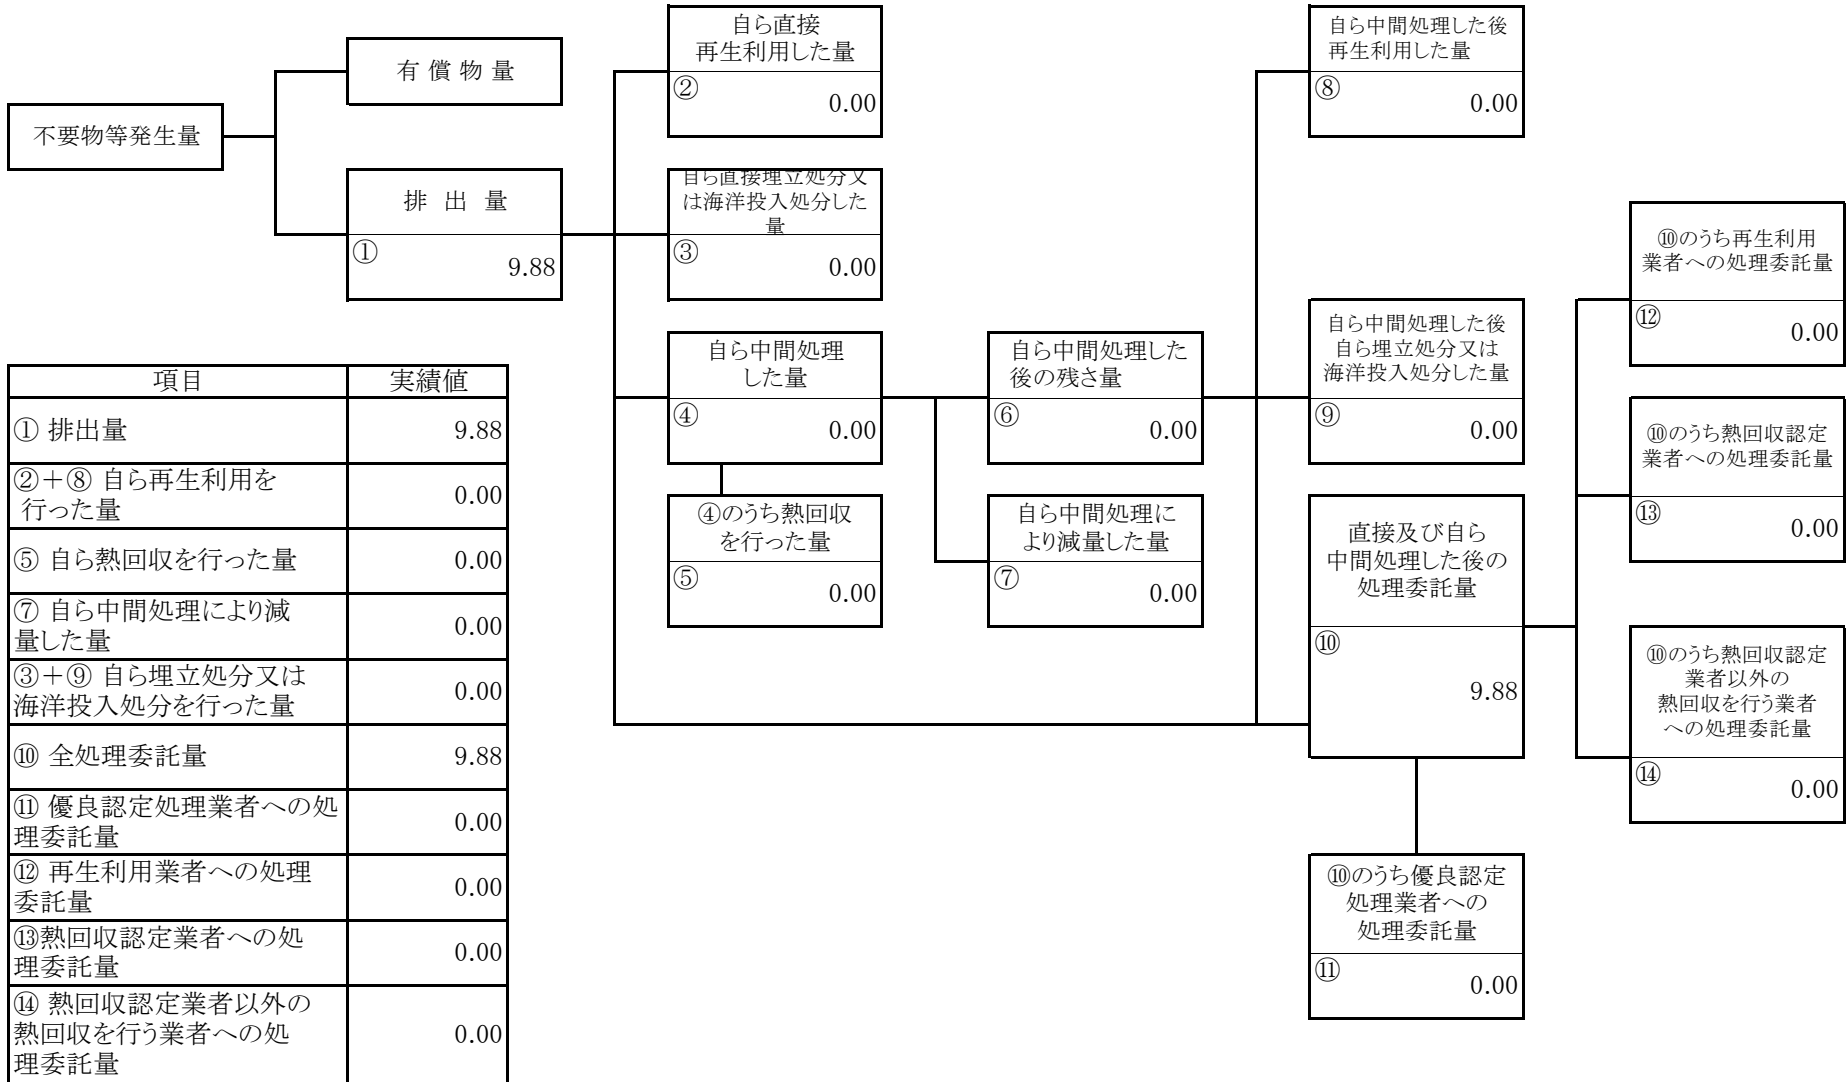 不要物等発生量
有 償 物 量
排 出 量
①
9.88
自ら直接
再生利用した量
②
0.00
自ら直接埋立処分又
は海洋投入処分した
量
③
0.00
自ら中間処理
した量
④
0.00
④のうち熱回収
を行った量
⑤
0.00
自ら中間処理した
後の残さ量
⑥
0.00
自ら中間処理に
より減量した量
⑦
0.00
自ら中間処理した後
再生利用した量
⑧
0.00
自ら中間処理した後
自ら埋立処分又は
海洋投入処分した量
⑨
0.00
直接及び自ら
中間処理した後の
処理委託量
⑩
9.88
⑩のうち優良認定
処理業者への
処理委託量
⑪
0.00
⑩のうち再生利用
業者への処理委託量
⑫
0.00
⑩のうち熱回収認定
業者への処理委託量
⑬
0.00
⑩のうち熱回収認定
業者以外の
熱回収を行う業者
への処理委託量
⑭
0.00
項目 実績値
① 排出量 9.88
②+⑧ 自ら再生利用を
行った量
0.00
⑤ 自ら熱回収を行った量 0.00
⑦ 自ら中間処理により減
量した量
0.00
③+⑨ 自ら埋立処分又は
海洋投入処分を行った量
0.00
⑩ 全処理委託量 9.88
⑪ 優良認定処理業者への処
理委託量
0.00
⑫ 再生利用業者への処理
委託量
0.00
⑬熱回収認定業者への処
理委託量
0.00
⑭ 熱回収認定業者以外の
熱回収を行う業者への処
理委託量
0.00